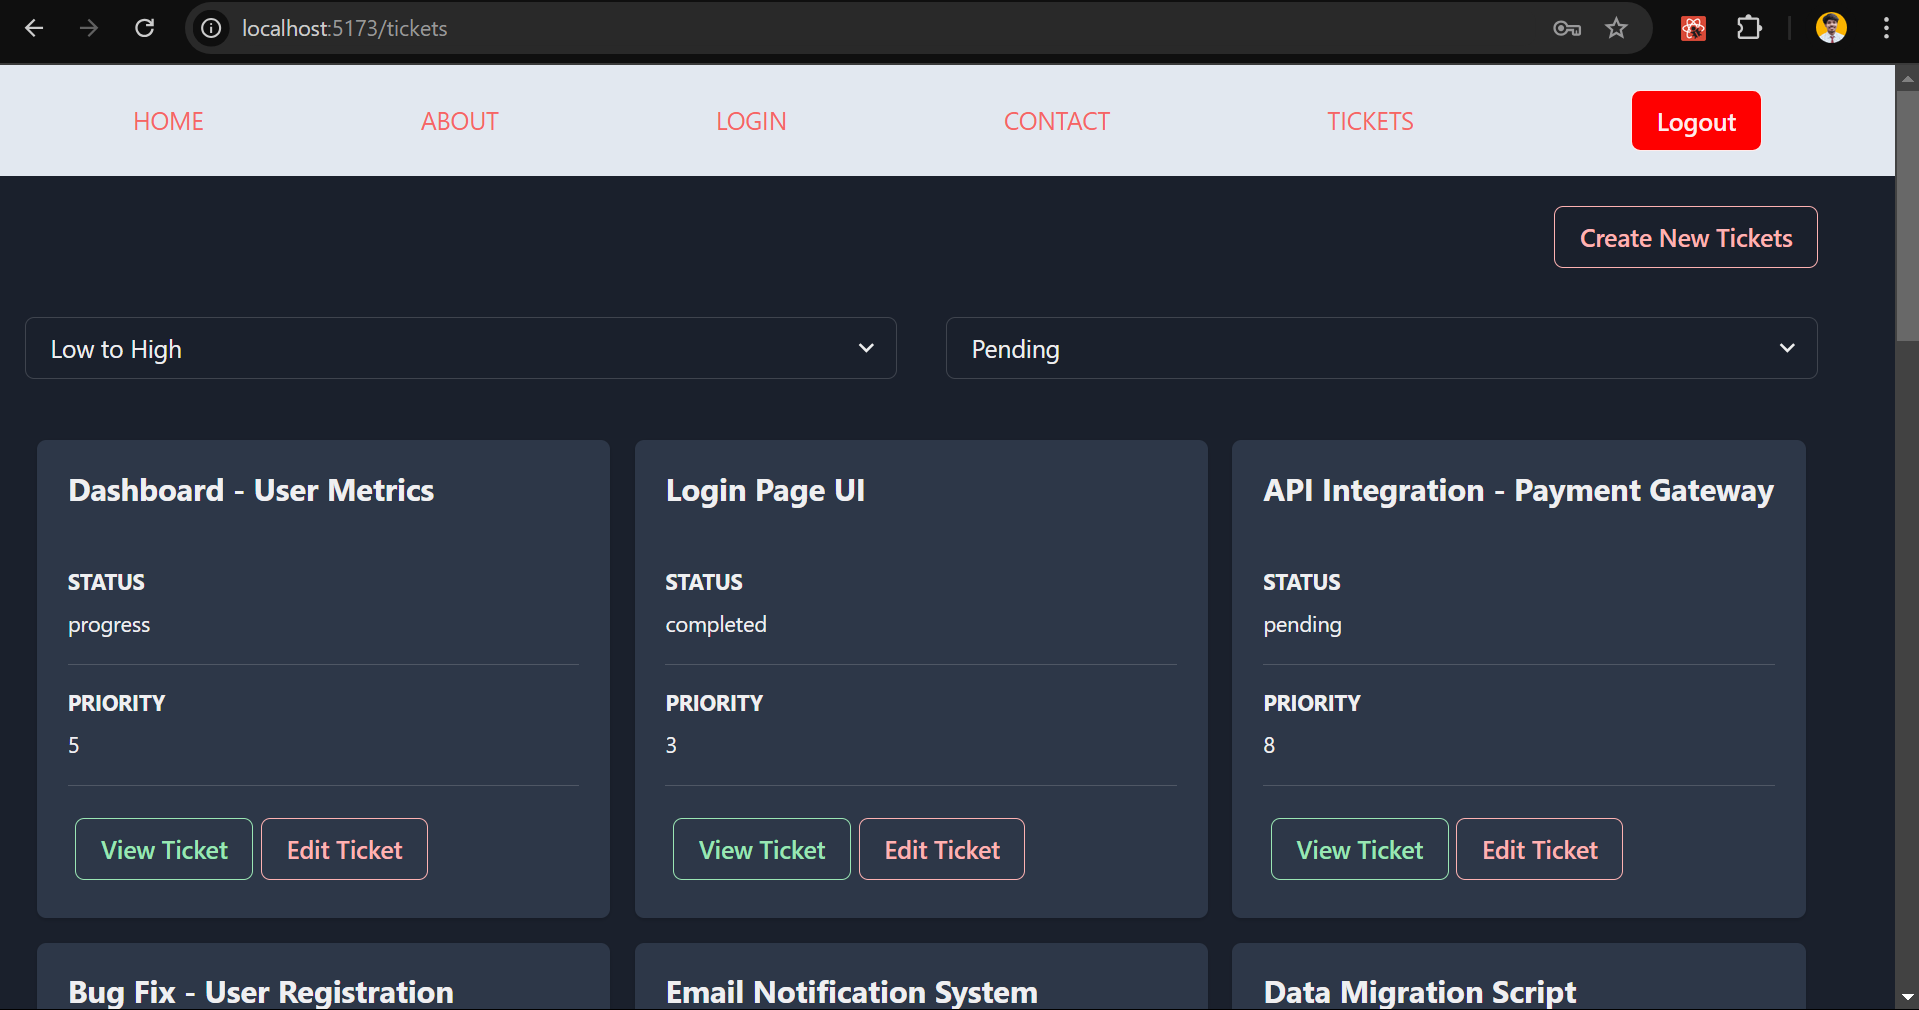 localhost:5173/tickets
HOME ABOUT LOGIN CONTACT TICKETS Logout
Create New Tickets
Low to High Pending
Dashboard - User Metrics Login Page UI API Integration - Payment Gateway
STATUS STATUS STATUS
progress completed pending
PRIORITY PRIORITY PRIORITY
5 3 8
View Ticket Edit Ticket View Ticket Edit Ticket View Ticket Edit Ticket
Bug Fix - User Registration Email Notification System Data Migration Script